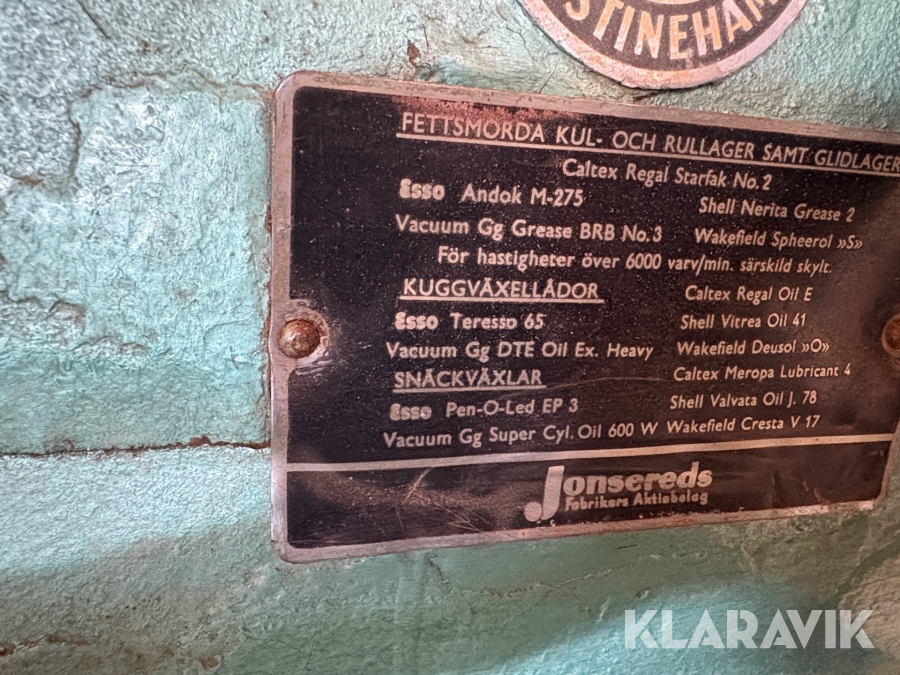 STINEHAM
FETTSMORDA KUL- OCH RULLAGER SAMT GLIDLAGER
Caltex Regal Starfak No. 2
Esso Andok M-275 Shell Nerita Grease 2
Vacuum Gg Grease BRB No. 3 Wakefield Spheerol »S»
För hastigheter över 6000 varv/min. särskild skylt.
KUGGVÄXELLÅDOR Caltex Regal Oil E
Esso Teresso 65 Shell Vitrea Oil 41
Vacuum Gg DTE Oil Ex. Heavy Wakefield Deusol »O»
SNÄCKVÄXLAR Caltex Meropa Lubricant 4
Esso Pen-O-Led EP 3 Shell Valvata Oil J. 78
Vacuum Gg Super Cyl. Oil 600 W Wakefield Cresta V 17
Jonsereds
Fabrikers Aktiebolag
KLARAVIK